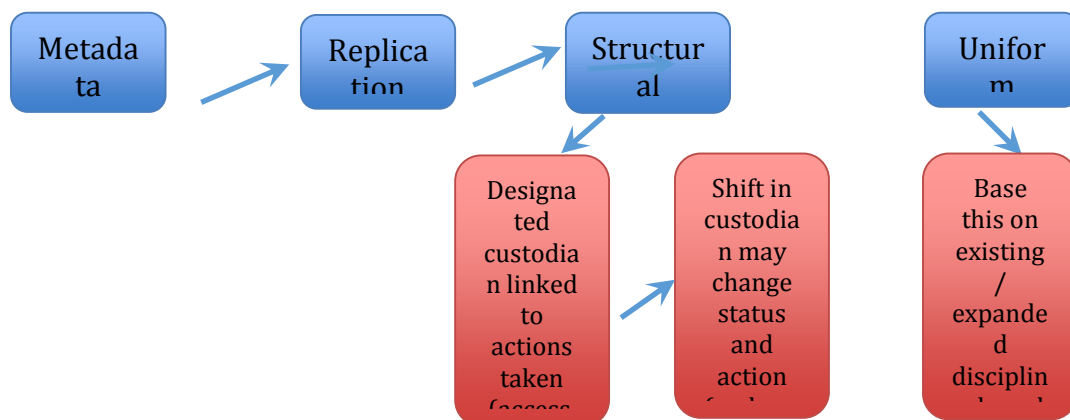 Metada
ta
Replica
tion
Structur
al
Unifor
m
Designa
ted
custodia
n linked
to
actions
taken
(access
Shift in
custodia
n may
change
status
and
action
Base
this on
existing
/
expande
d
disciplin